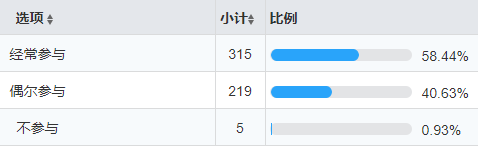 选项 小计 比例
经常参与 315 58.44%
偶尔参与 219 40.63%
不参与 5 0.93%